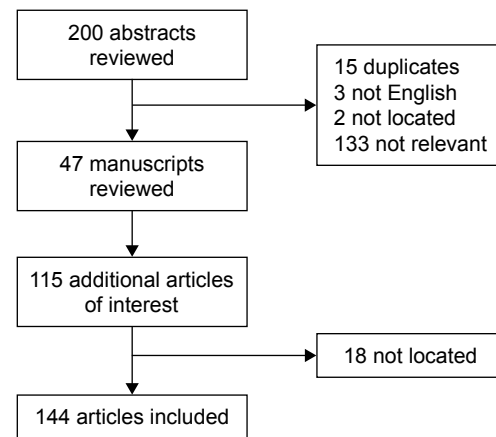 200 abstracts
reviewed
15 duplicates
3 not English
2 not located
133 not relevant
47 manuscripts
reviewed
115 additional articles
of interest
18 not located
144 articles included